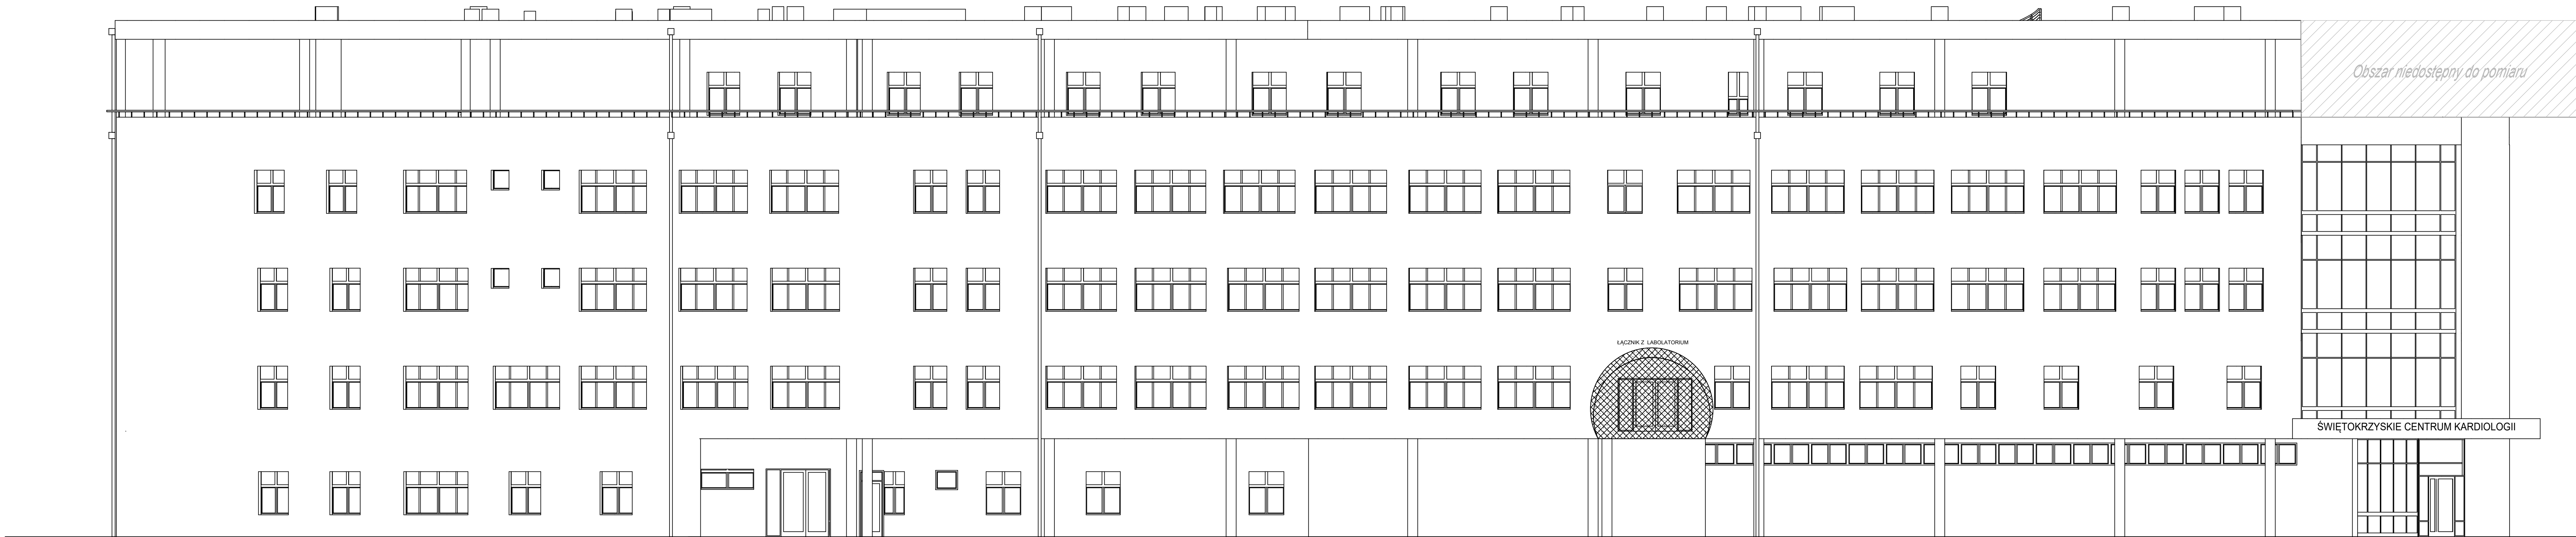 Obszar niedostępny do pomiaru
ŁĄCZNIK Z LABOLATORIUM
ŚWIĘTOKRZYSKIE CENTRUM KARDIOLOGII